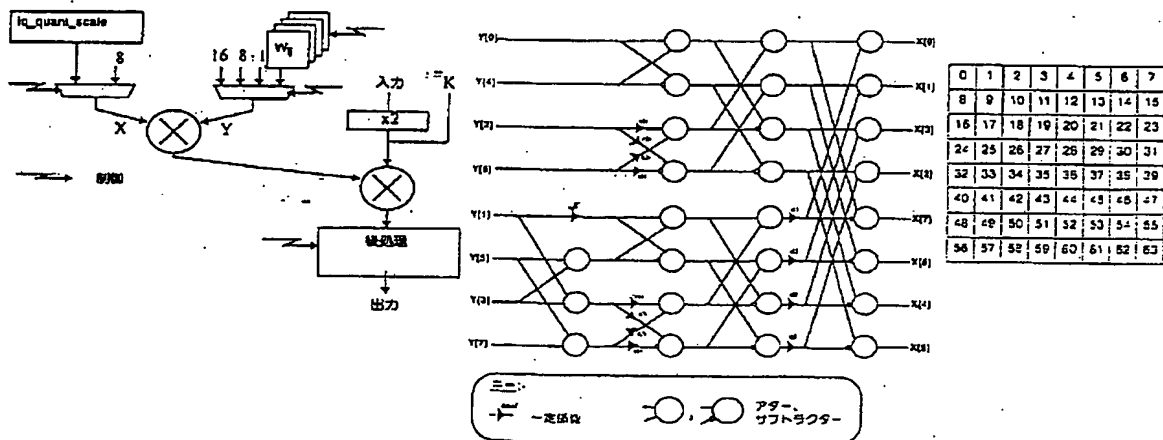 iq_quant_scale
8
16 8 1
Wij
X
Y
入力
K
x2
制御
後処理
出力
Y[0]
Y[4]
Y[2]
Y[6]
Y[1]
Y[5]
Y[3]
Y[7]
X[0]
X[1]
X[3]
X[2]
X[7]
X[6]
X[4]
X[5]
アダー、
サブトラクター
0 1 2 3 4 5 6 7
8 9 10 11 12 13 14 15
16 17 18 19 20 21 22 23
24 25 26 27 28 29 30 31
32 33 34 35 36 37 38 39
40 41 42 43 44 45 46 47
48 49 50 51 52 53 54 55
56 57 58 59 60 61 62 63